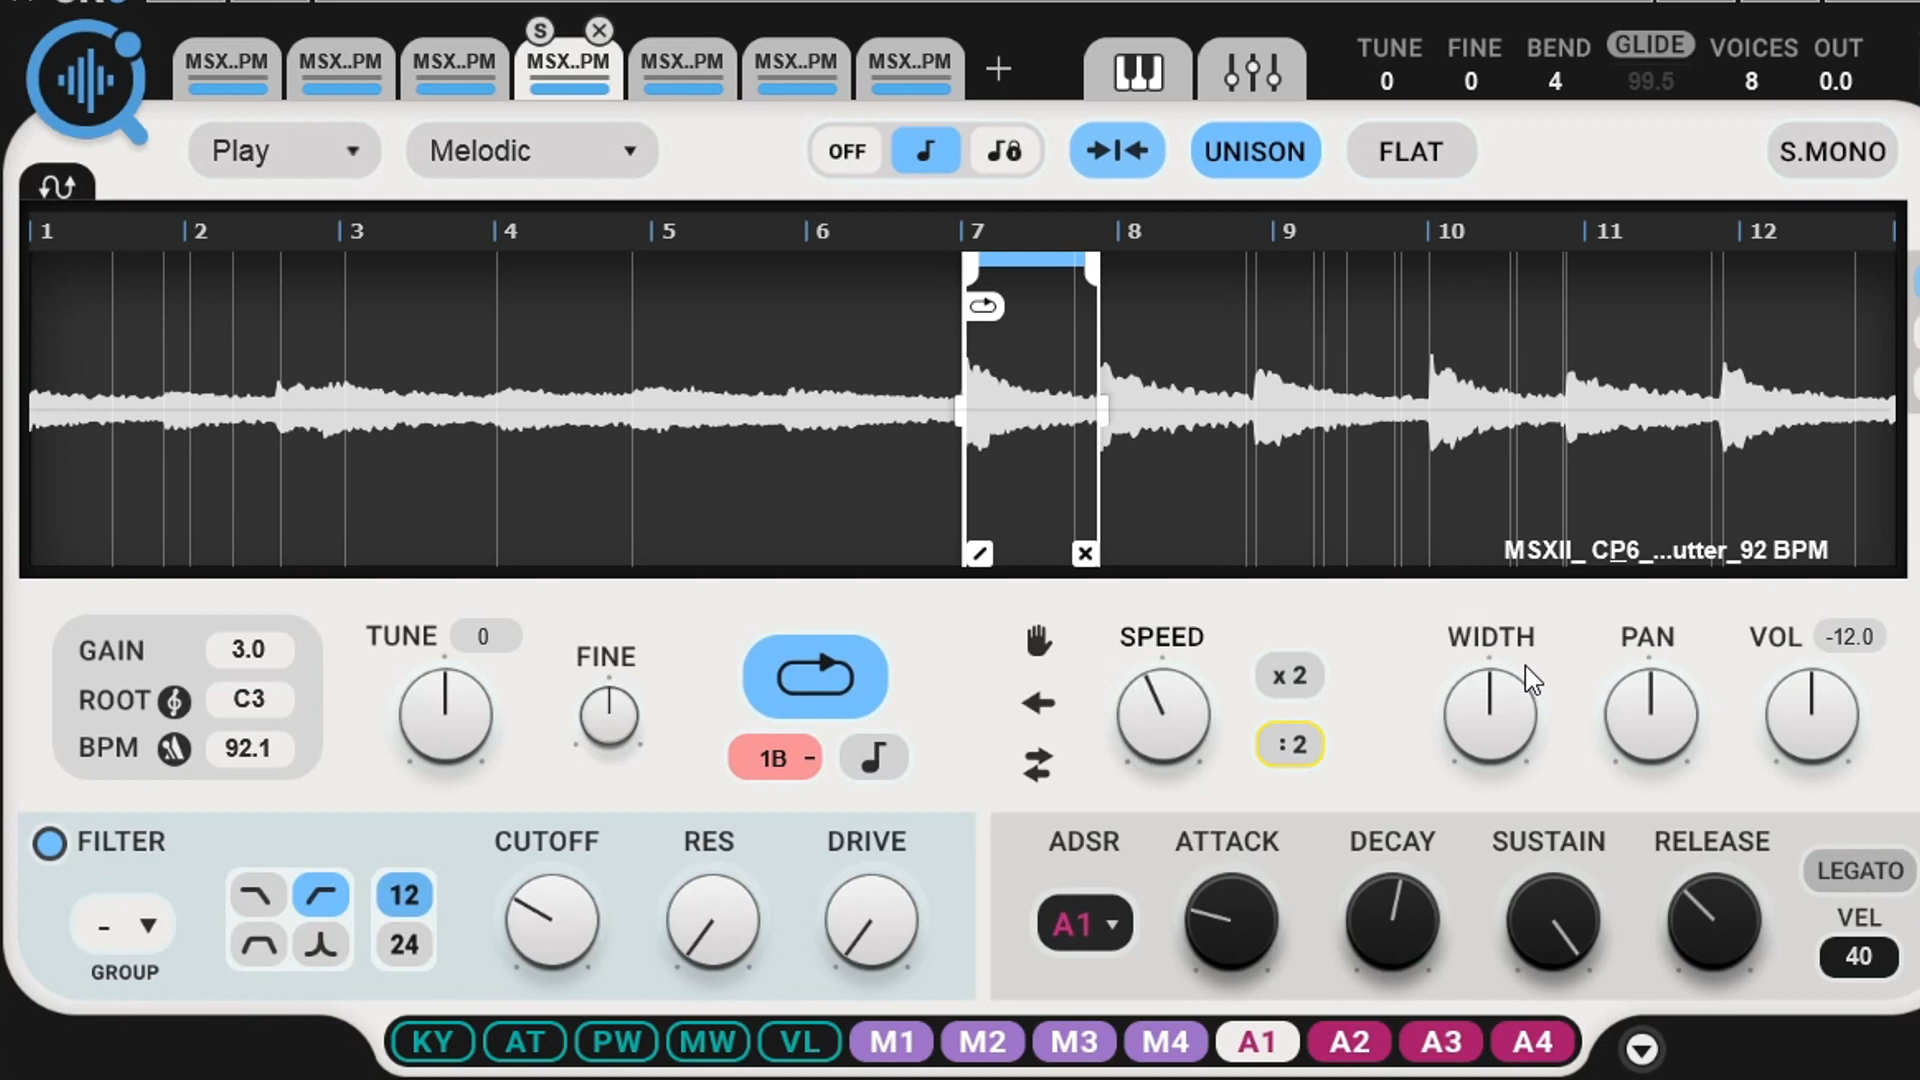 S
MSX..PM MSX..PM MSX..PM MSX..PM MSX..PM MSX..PM MSX..PM +
TUNE FINE BEND GLIDE VOICES OUT
0 0 4 99.5 8 0.0
Play Melodic OFF UNISON FLAT S.MONO
1 2 3 4 5 6 7 8 9 10 11 12
MSXII_ CP6_...utter_92 BPM
GAIN 3.0
ROOT C3
BPM 92.1
TUNE 0
FINE
1B -
SPEED
x 2
: 2
WIDTH PAN VOL -12.0
FILTER CUTOFF RES DRIVE
-
GROUP
12
24
ADSR ATTACK DECAY SUSTAIN RELEASE
A1
LEGATO
VEL
40
KY AT PW MW VL M1 M2 M3 M4 A1 A2 A3 A4